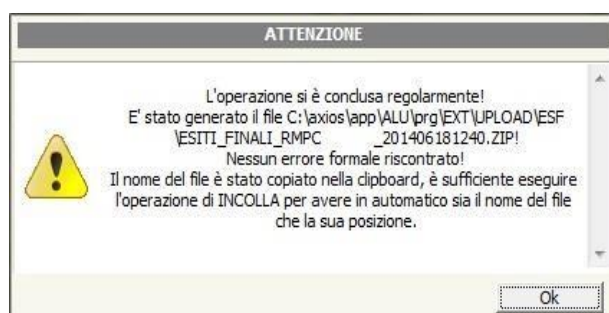 ATTENZIONE
L'operazione si è conclusa regolarmente!
E' stato generato il file C:\axios\app\ALU\prg\EXT\UPLOAD\ESF
\ESITI_FINALI_RMPC _201406181240.ZIP!
Nessun errore formale riscontrato!
Il nome del file è stato copiato nella clipboard, è sufficiente eseguire
l'operazione di INCOLLA per avere in automatico sia il nome del file
che la sua posizione.
Ok